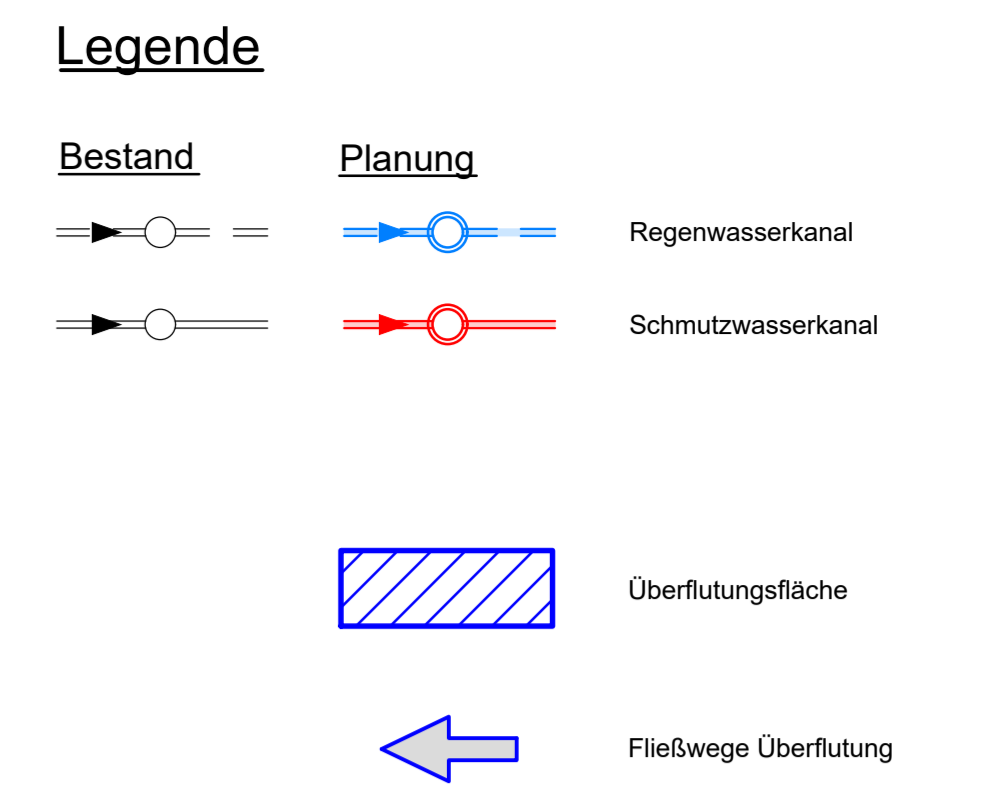 Legende
Bestand
Planung
Regenwasserkanal
Schmutzwasserkanal
Überflutungsfläche
Fließwege Überflutung